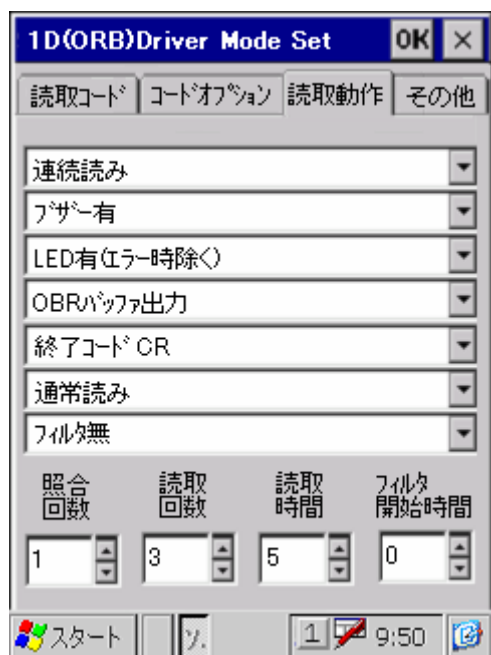 1D(ORB)Driver Mode Set OK ×
読取ｺｰﾄﾞ ｺｰﾄﾞｵﾌﾟｼｮﾝ 読取動作 その他
連続読み
ﾌﾞｻﾞｰ有
LED有(ｴﾗｰ時除く)
OBRﾊﾞｯﾌｧ出力
終了ｺｰﾄﾞ CR
通常読み
ﾌｨﾙﾀ無
照合 読取 読取 ﾌｨﾙﾀ
回数 回数 時間 開始時間
1 3 5 0
スタート ｿ. 1 9:50